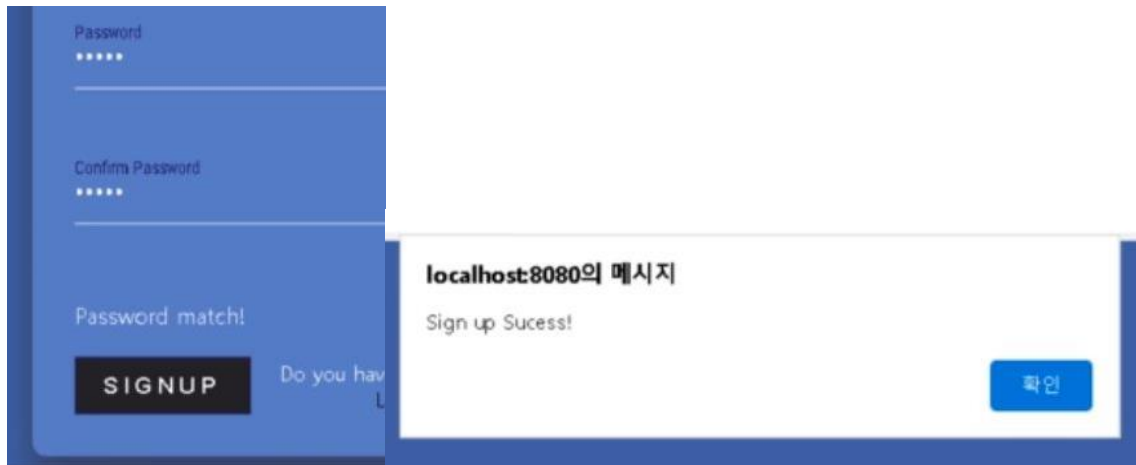 Password
•••••
Confirm Password
•••••
Password match!
SIGNUP
Do you hav
L
localhost:8080의 메시지
Sign up Sucess!
확인